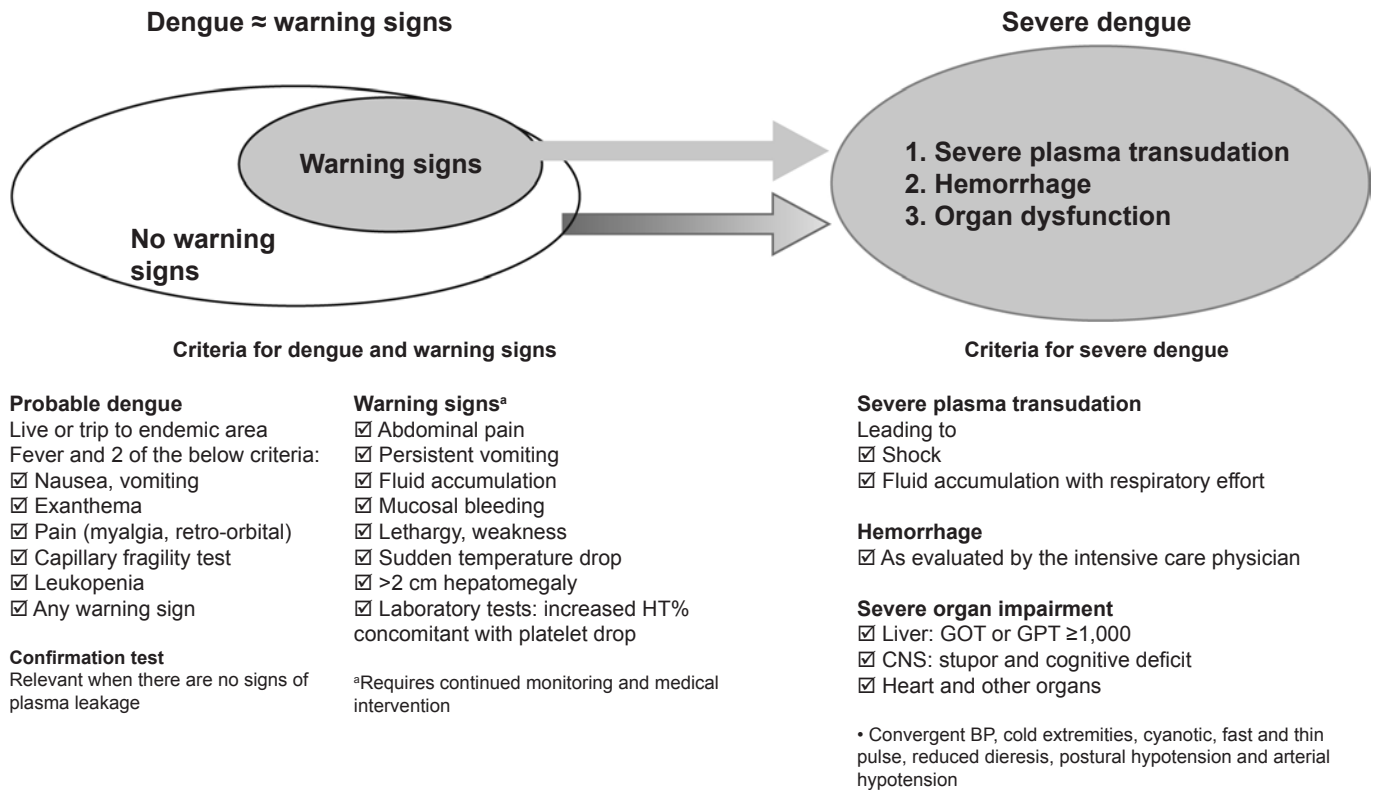 Dengue ≈ warning signs
Severe dengue
Warning signs
No warning
signs
1. Severe plasma transudation
2. Hemorrhage
3. Organ dysfunction
Criteria for dengue and warning signs
Criteria for severe dengue
Probable dengue
Live or trip to endemic area
Fever and 2 of the below criteria:
☑ Nausea, vomiting
☑ Exanthema
☑ Pain (myalgia, retro-orbital)
☑ Capillary fragility test
☑ Leukopenia
☑ Any warning sign
Confirmation test
Relevant when there are no signs of
plasma leakage
Warning signsᵃ
☑ Abdominal pain
☑ Persistent vomiting
☑ Fluid accumulation
☑ Mucosal bleeding
☑ Lethargy, weakness
☑ Sudden temperature drop
☑ >2 cm hepatomegaly
☑ Laboratory tests: increased HT%
concomitant with platelet drop
ᵃRequires continued monitoring and medical
intervention
Severe plasma transudation
Leading to
☑ Shock
☑ Fluid accumulation with respiratory effort
Hemorrhage
☑ As evaluated by the intensive care physician
Severe organ impairment
☑ Liver: GOT or GPT ≥1,000
☑ CNS: stupor and cognitive deficit
☑ Heart and other organs
• Convergent BP, cold extremities, cyanotic, fast and thin
pulse, reduced dieresis, postural hypotension and arterial
hypotension